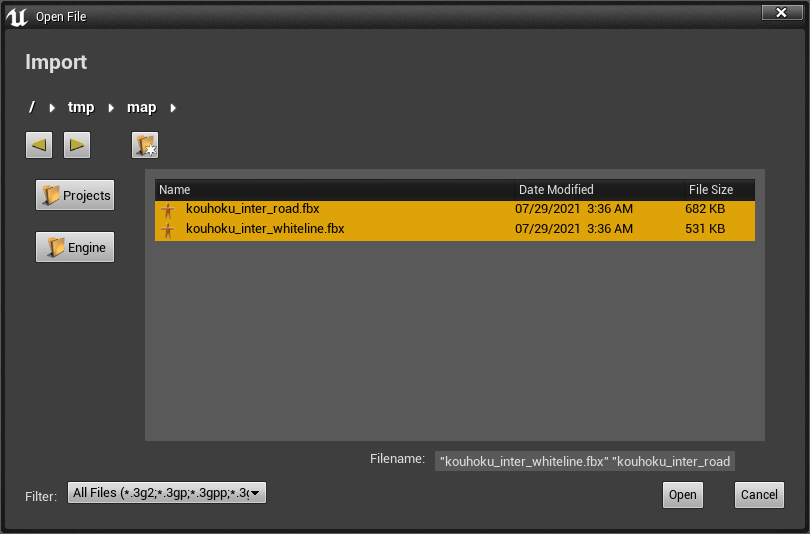 Open File
Import
/ tmp map
Projects
Engine
Name Date Modified File Size
kouhoku_inter_road.fbx 07/29/2021 3:36 AM 682 KB
kouhoku_inter_whiteline.fbx 07/29/2021 3:36 AM 531 KB
Filename: "kouhoku_inter_whiteline.fbx" "kouhoku_inter_road
Filter: All Files (*.3g2;*.3gp;*.3gpp;*.3g Open Cancel